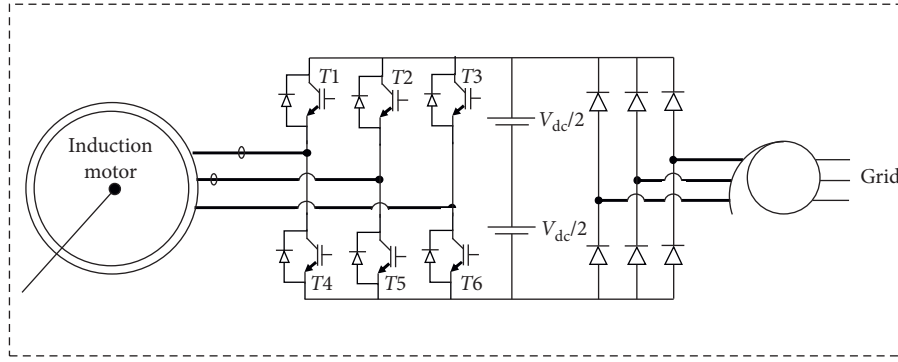 T1
T2
T3
Induction
motor
V_dc/2
V_dc/2
Grid
T4
T5
T6